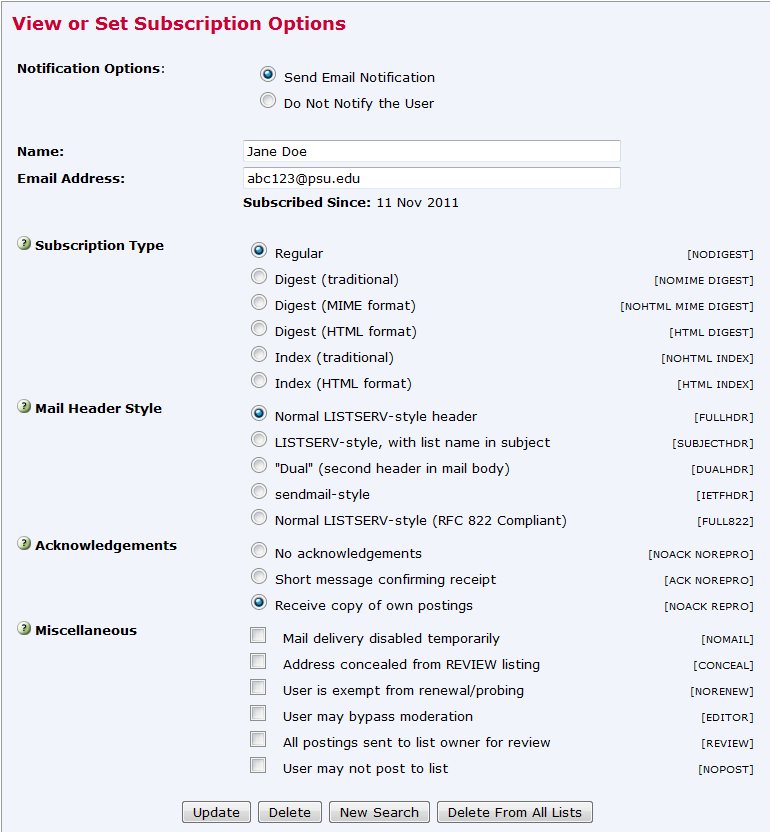 View or Set Subscription Options
Notification Options:
Send Email Notification
Do Not Notify the User
Name: Jane Doe
Email Address: abc123@psu.edu
Subscribed Since: 11 Nov 2011
? Subscription Type
Regular [NODIGEST]
Digest (traditional) [NOMIME DIGEST]
Digest (MIME format) [NOHTML MIME DIGEST]
Digest (HTML format) [HTML DIGEST]
Index (traditional) [NOHTML INDEX]
Index (HTML format) [HTML INDEX]
? Mail Header Style
Normal LISTSERV-style header [FULLHDR]
LISTSERV-style, with list name in subject [SUBJECTHDR]
"Dual" (second header in mail body) [DUALHDR]
sendmail-style [IETFHDR]
Normal LISTSERV-style (RFC 822 Compliant) [FULL822]
? Acknowledgements
No acknowledgements [NOACK NOREPRO]
Short message confirming receipt [ACK NOREPRO]
Receive copy of own postings [NOACK REPRO]
? Miscellaneous
Mail delivery disabled temporarily [NOMAIL]
Address concealed from REVIEW listing [CONCEAL]
User is exempt from renewal/probing [NORENEW]
User may bypass moderation [EDITOR]
All postings sent to list owner for review [REVIEW]
User may not post to list [NOPOST]
Update Delete New Search Delete From All Lists